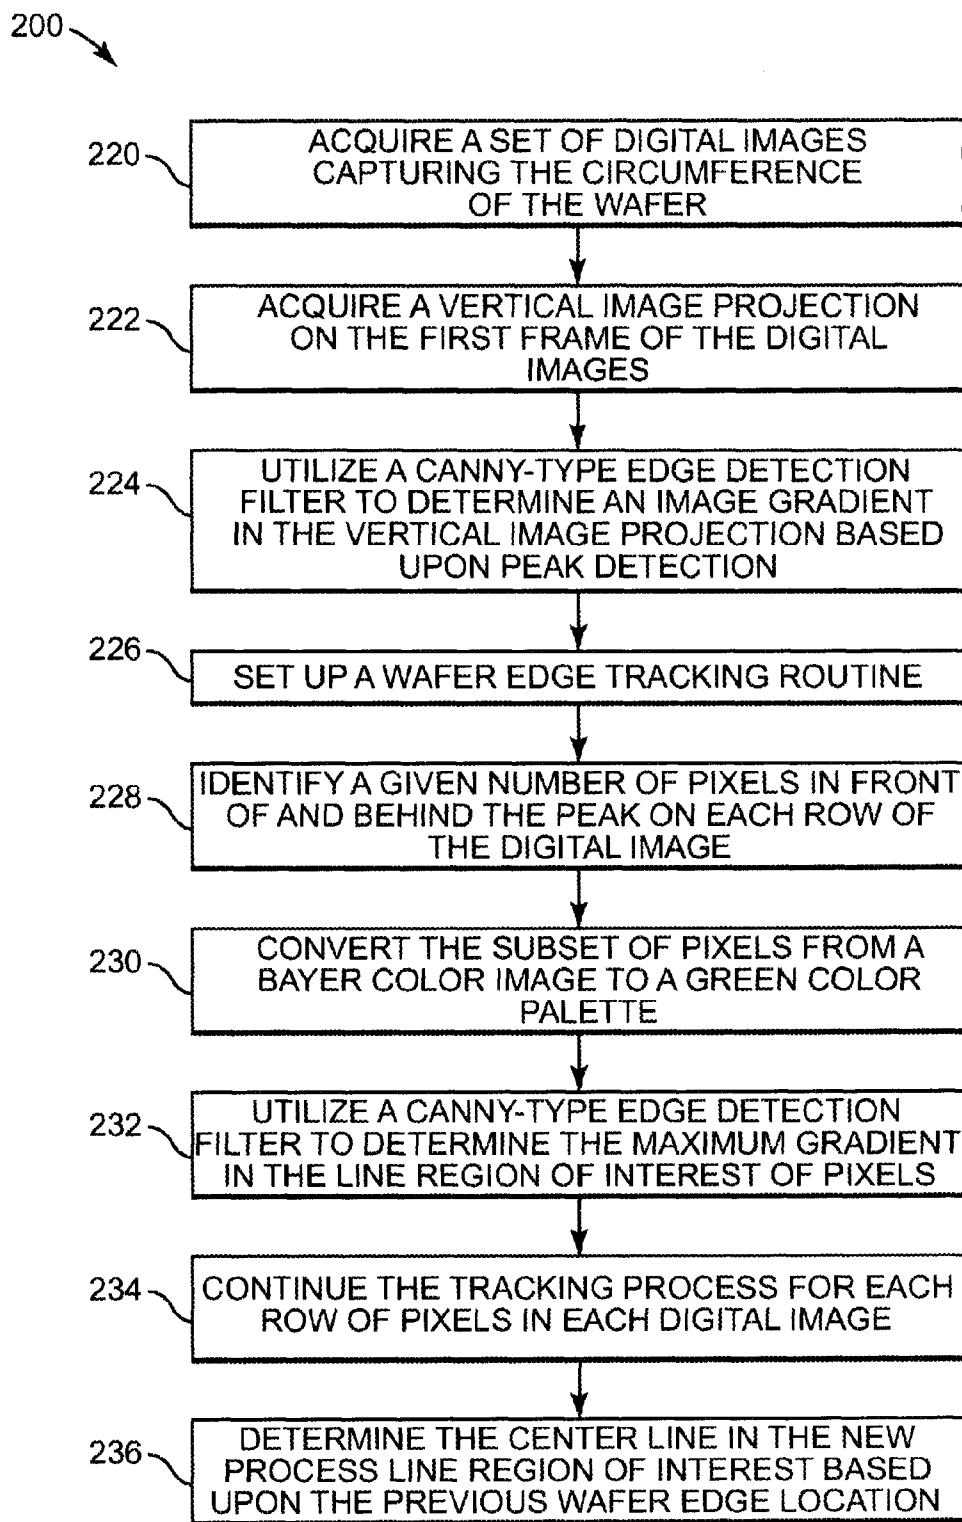 200
220
ACQUIRE A SET OF DIGITAL IMAGES
CAPTURING THE CIRCUMFERENCE
OF THE WAFER
222
ACQUIRE A VERTICAL IMAGE PROJECTION
ON THE FIRST FRAME OF THE DIGITAL
IMAGES
224
UTILIZE A CANNY-TYPE EDGE DETECTION
FILTER TO DETERMINE AN IMAGE GRADIENT
IN THE VERTICAL IMAGE PROJECTION BASED
UPON PEAK DETECTION
226
SET UP A WAFER EDGE TRACKING ROUTINE
228
IDENTIFY A GIVEN NUMBER OF PIXELS IN FRONT
OF AND BEHIND THE PEAK ON EACH ROW OF
THE DIGITAL IMAGE
230
CONVERT THE SUBSET OF PIXELS FROM A
BAYER COLOR IMAGE TO A GREEN COLOR
PALETTE
232
UTILIZE A CANNY-TYPE EDGE DETECTION
FILTER TO DETERMINE THE MAXIMUM GRADIENT
IN THE LINE REGION OF INTEREST OF PIXELS
234
CONTINUE THE TRACKING PROCESS FOR EACH
ROW OF PIXELS IN EACH DIGITAL IMAGE
236
DETERMINE THE CENTER LINE IN THE NEW
PROCESS LINE REGION OF INTEREST BASED
UPON THE PREVIOUS WAFER EDGE LOCATION